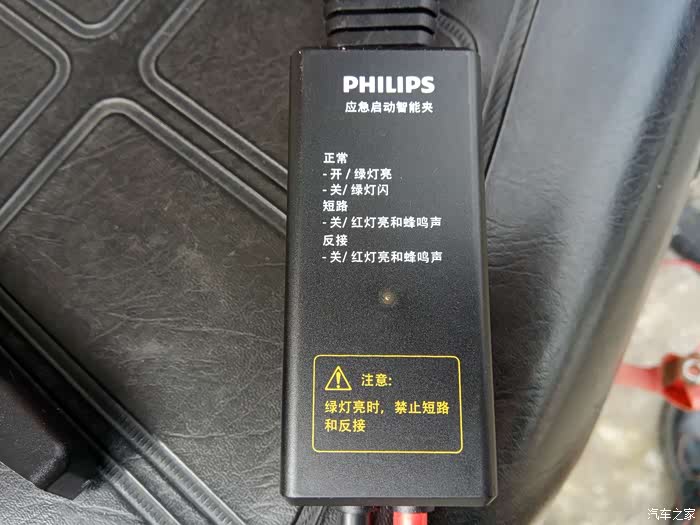 PHILIPS
应急启动智能夹
正常
- 开 / 绿灯亮
- 关/ 绿灯闪
短路
- 关/ 红灯亮和蜂鸣声
反接
- 关/ 红灯亮和蜂鸣声
注意:
绿灯亮时, 禁止短路
和反接
汽车之家